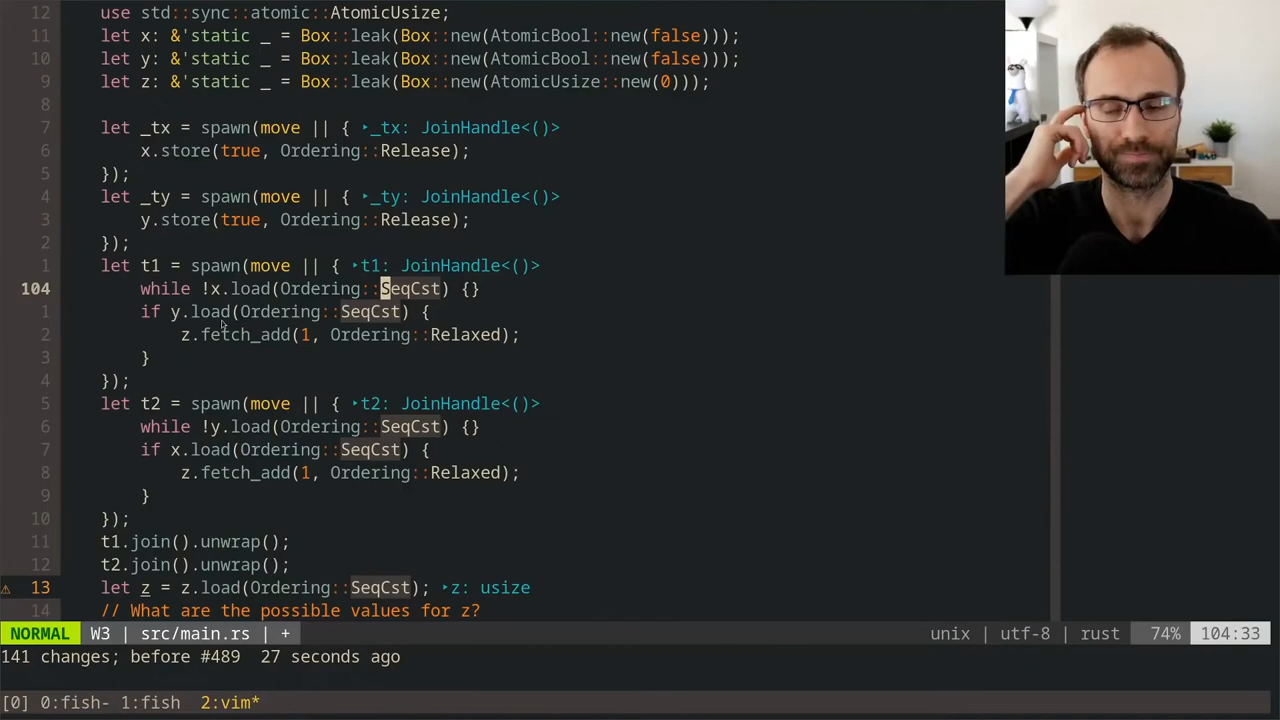 12 use std::sync::atomic::AtomicUsize;
11 let x: &'static _ = Box::leak(Box::new(AtomicBool::new(false)));
10 let y: &'static _ = Box::leak(Box::new(AtomicBool::new(false)));
9 let z: &'static _ = Box::leak(Box::new(AtomicUsize::new(0)));
8
7 let _tx = spawn(move || { ‣_tx: JoinHandle<()>
6 x.store(true, Ordering::Release);
5 });
4 let _ty = spawn(move || { ‣_ty: JoinHandle<()>
3 y.store(true, Ordering::Release);
2 });
1 let t1 = spawn(move || { ‣t1: JoinHandle<()>
104 while !x.load(Ordering::SeqCst) {}
1 if y.load(Ordering::SeqCst) {
2 z.fetch_add(1, Ordering::Relaxed);
3 }
4 });
5 let t2 = spawn(move || { ‣t2: JoinHandle<()>
6 while !y.load(Ordering::SeqCst) {}
7 if x.load(Ordering::SeqCst) {
8 z.fetch_add(1, Ordering::Relaxed);
9 }
10 });
11 t1.join().unwrap();
12 t2.join().unwrap();
⚠ 13 let z = z.load(Ordering::SeqCst); ‣z: usize
14 // What are the possible values for z?
NORMAL W3 | src/main.rs | + unix | utf-8 | rust 74% 104:33
141 changes; before #489 27 seconds ago
[0] 0:fish- 1:fish 2:vim*